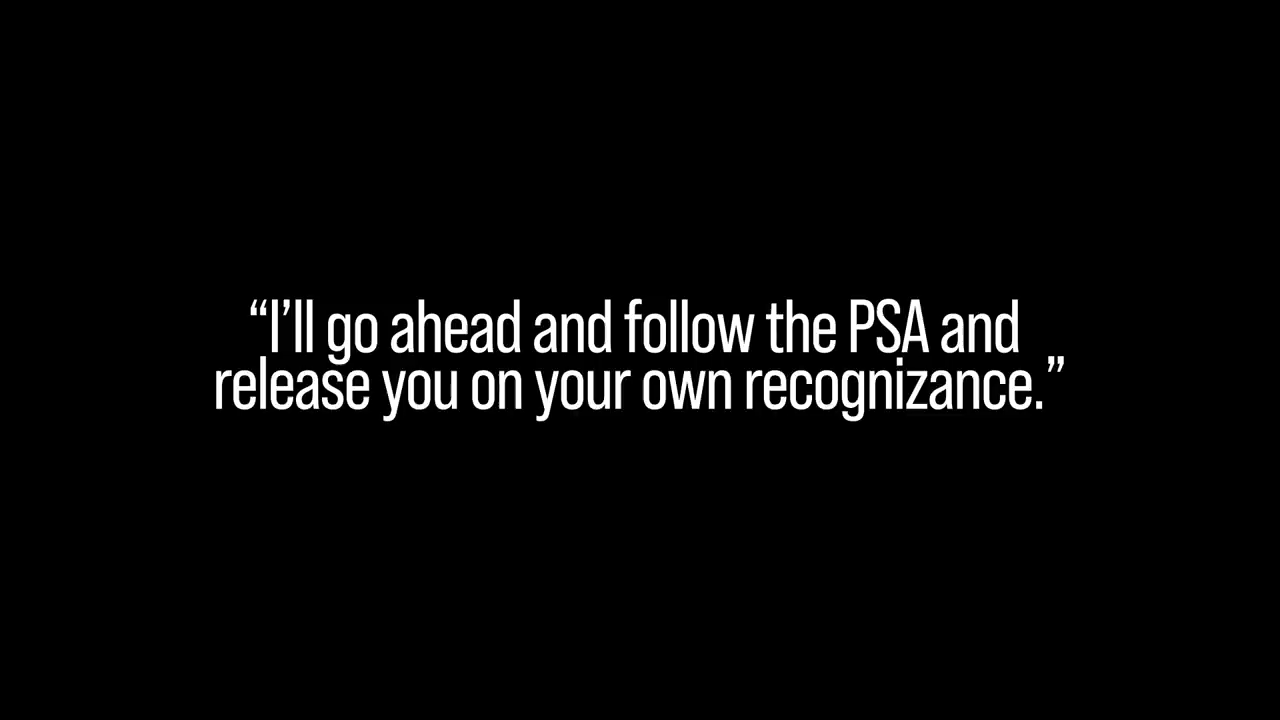 “I’ll go ahead and follow the PSA and
release you on your own recognizance.”